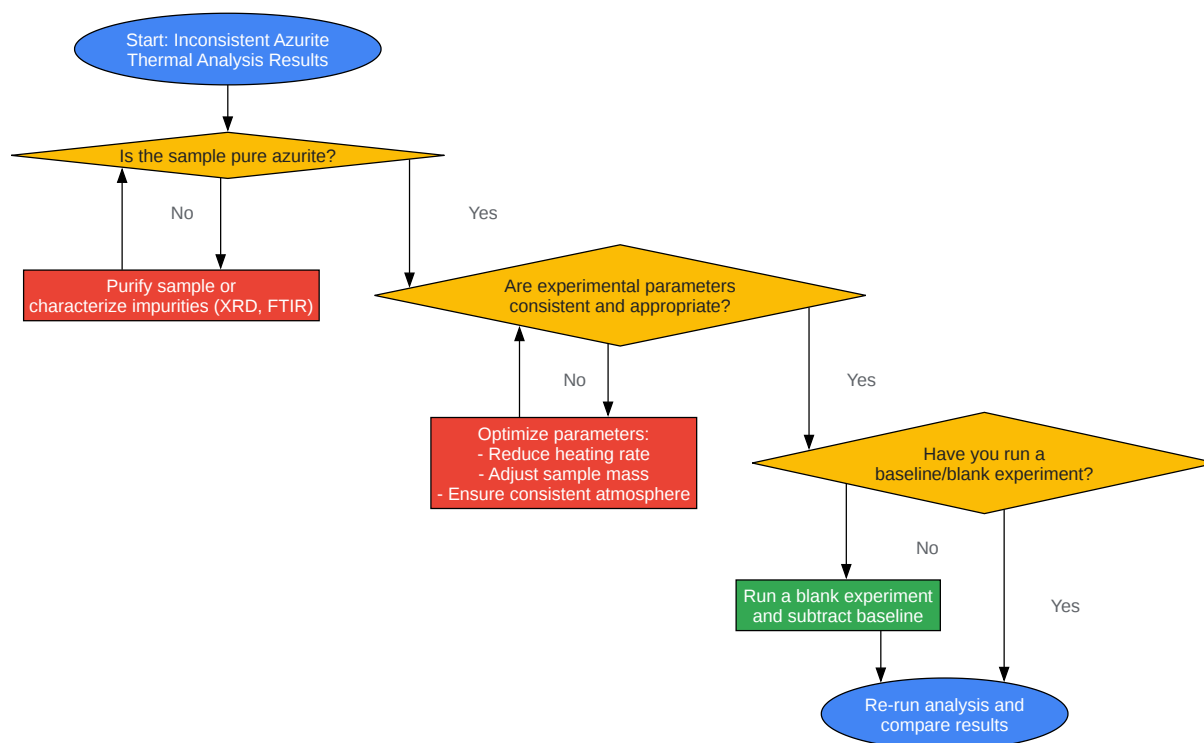 Start: Inconsistent Azurite
Thermal Analysis Results
Is the sample pure azurite?
No
Yes
Purify sample or
characterize impurities (XRD, FTIR)
Are experimental parameters
consistent and appropriate?
No
Yes
Optimize parameters:
- Reduce heating rate
- Adjust sample mass
- Ensure consistent atmosphere
Have you run a
baseline/blank experiment?
No
Yes
Run a blank experiment
and subtract baseline
Re-run analysis and
compare results